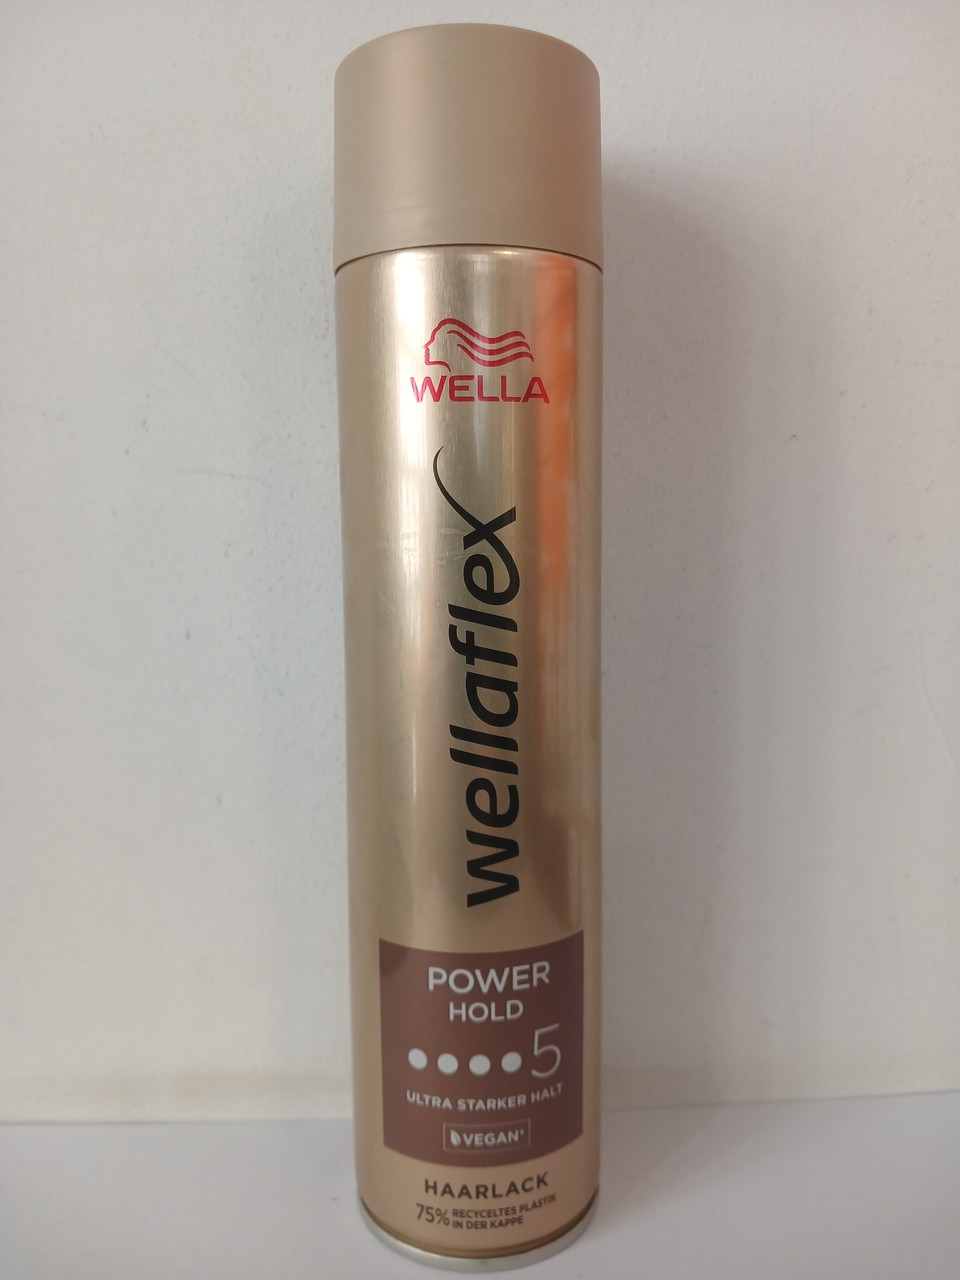 WELLA
wellaflex
POWER
HOLD
5
ULTRA STARKER HALT
VEGAN*
HAARLACK
75% RECYCELTES PLASTIK
IN DER KAPPE